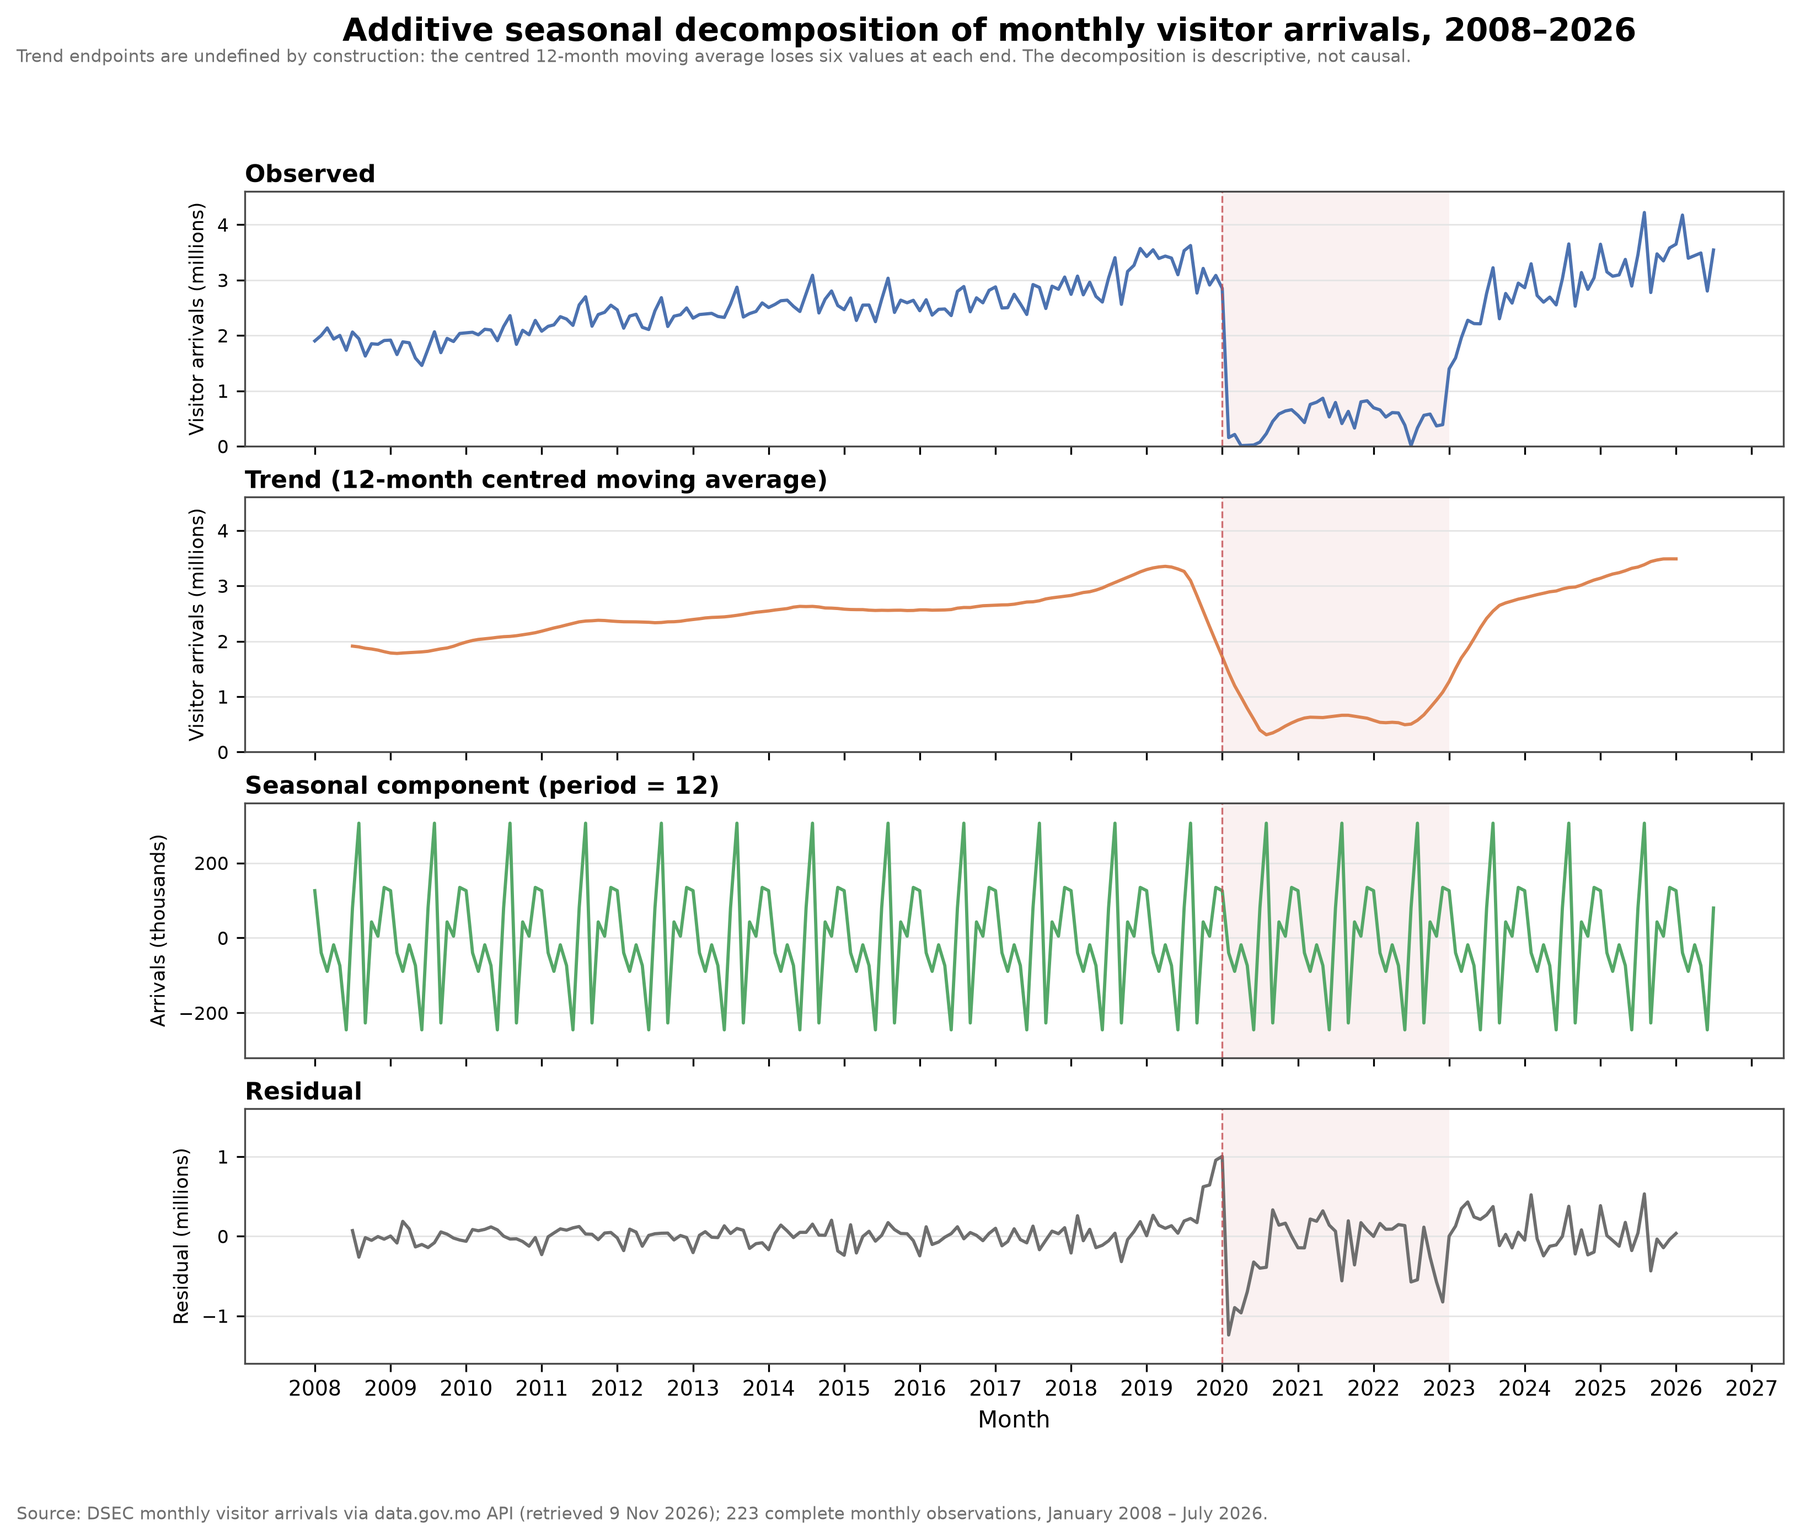 Additive seasonal decomposition of monthly visitor arrivals, 2008–2026
Trend endpoints are undefined by construction: the centred 12-month moving average loses six values at each end. The decomposition is descriptive, not causal.
Observed
Visitor arrivals (millions)
4
3
2
1
0
Trend (12-month centred moving average)
Visitor arrivals (millions)
4
3
2
1
0
Seasonal component (period = 12)
Arrivals (thousands)
200
0
−200
Residual
Residual (millions)
1
0
−1
2008 2009 2010 2011 2012 2013 2014 2015 2016 2017 2018 2019 2020 2021 2022 2023 2024 2025 2026 2027
Month
Source: DSEC monthly visitor arrivals via data.gov.mo API (retrieved 9 Nov 2026); 223 complete monthly observations, January 2008 – July 2026.